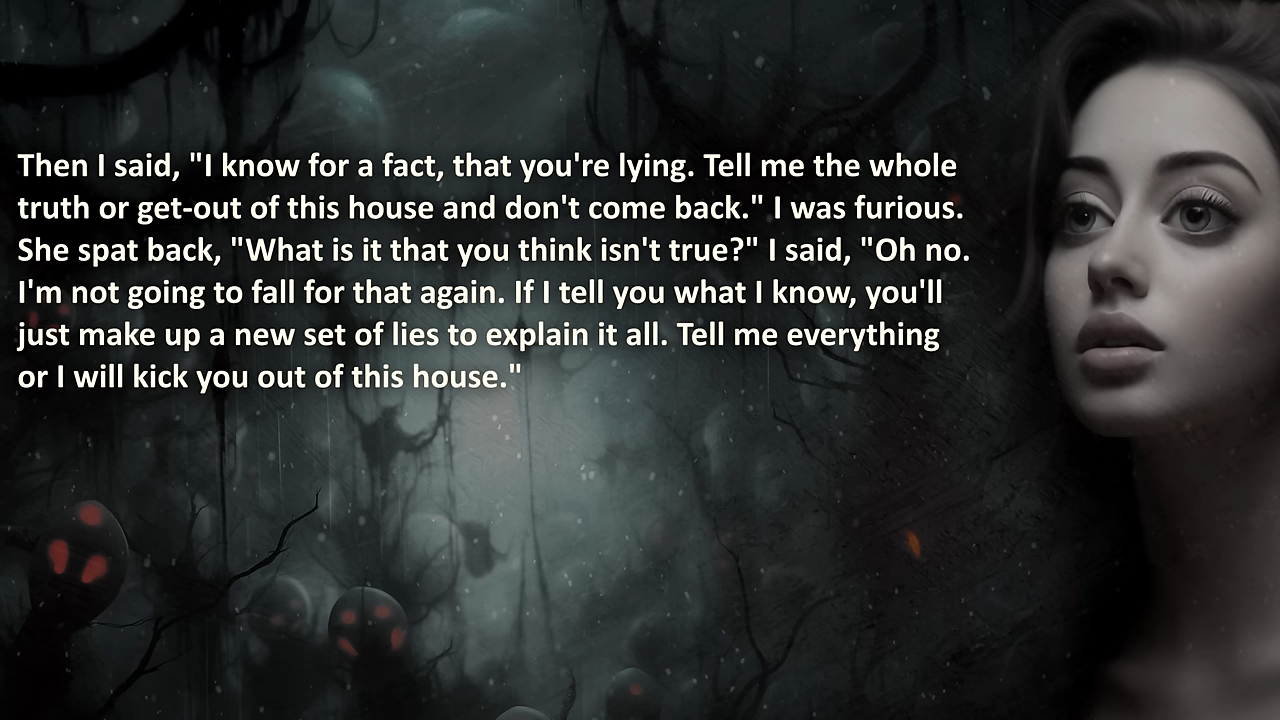 Then I said, "I know for a fact, that you're lying. Tell me the whole
truth or get-out of this house and don't come back." I was furious.
She spat back, "What is it that you think isn't true?" I said, "Oh no.
I'm not going to fall for that again. If I tell you what I know, you'll
just make up a new set of lies to explain it all. Tell me everything
or I will kick you out of this house."